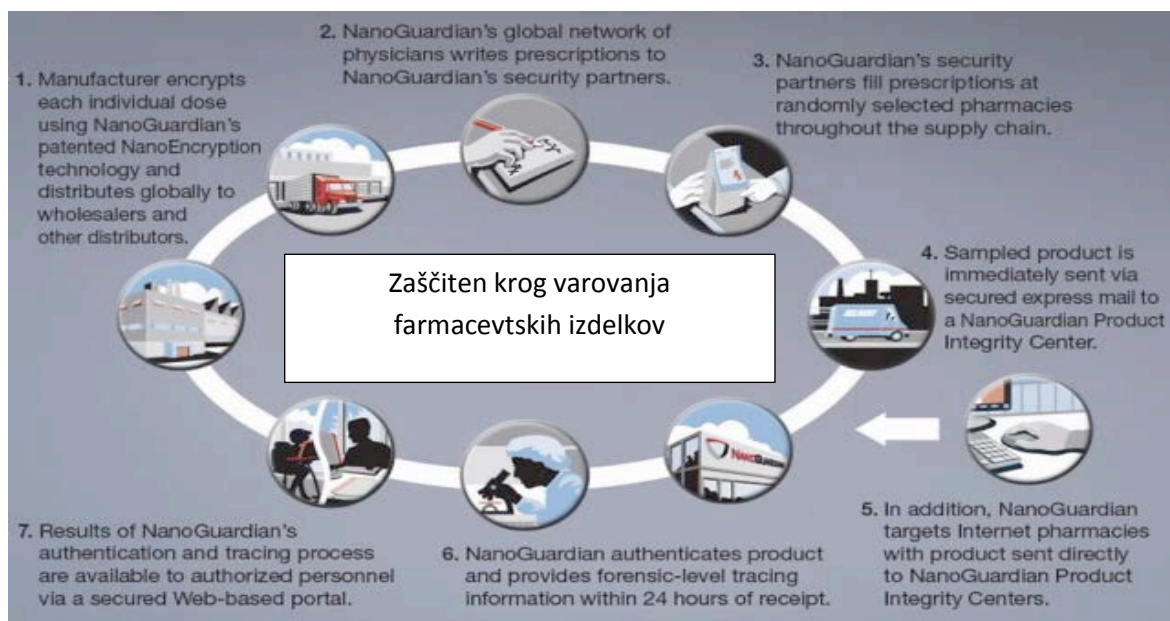 1. Manufacturer encrypts
each individual dose
using NanoGuardian's
patented NanoEncryption
technology and
distributes globally to
wholesalers and
other distributors.
2. NanoGuardian's global network of
physicians writes prescriptions to
NanoGuardian's security partners.
3. NanoGuardian's security
partners fill prescriptions at
randomly selected pharmacies
throughout the supply chain.
4. Sampled product is
immediately sent via
secured express mail to
a NanoGuardian Product
Integrity Center.
Zaščiten krog varovanja
farmacevtskih izdelkov
NANOGUARDIAN
5. In addition, NanoGuardian
targets Internet pharmacies
with product sent directly
to NanoGuardian Product
Integrity Centers.
6. NanoGuardian authenticates product
and provides forensic-level tracing
information within 24 hours of receipt.
7. Results of NanoGuardian's
authentication and tracing process
are available to authorized personnel
via a secured Web-based portal.